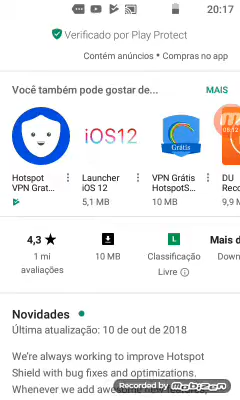 20:17
Verificado por Play Protect
Contém anúncios • Compras no app
Você também pode gostar de... MAIS
iOS12
Grátis
Hotspot VPN Grat...
Launcher iOS 12
5,1 MB
VPN Grátis HotspotS...
10 MB
DU Reco
9,9 M
4,3 ★
1 mi avaliações
10 MB
L
Classificação Livre
Mais d
Down
Novidades
Última atualização: 10 de out de 2018
We're always working to improve Hotspot
Shield with bug fixes and optimizations.
Whenever we add awesome new features,
Recorded by Mobizen